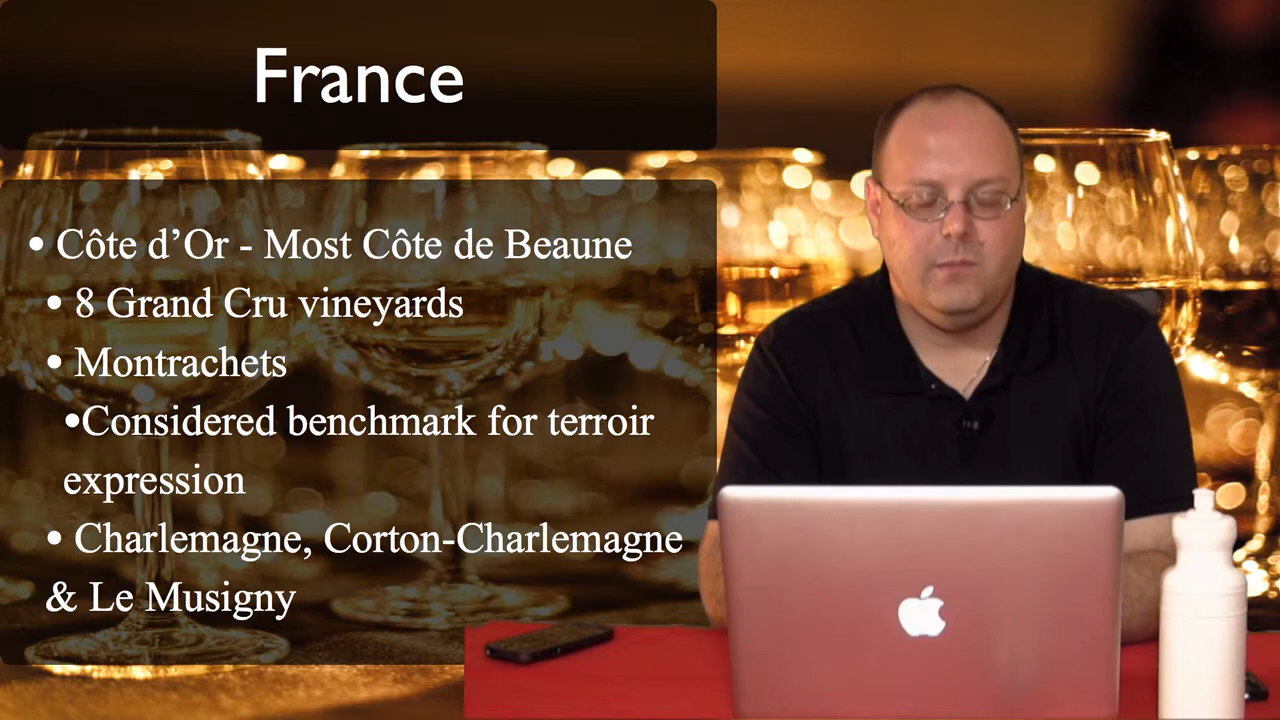 France
• Côte d’Or - Most Côte de Beaune
• 8 Grand Cru vineyards
• Montrachets
•Considered benchmark for terroir
expression
• Charlemagne, Corton-Charlemagne
& Le Musigny